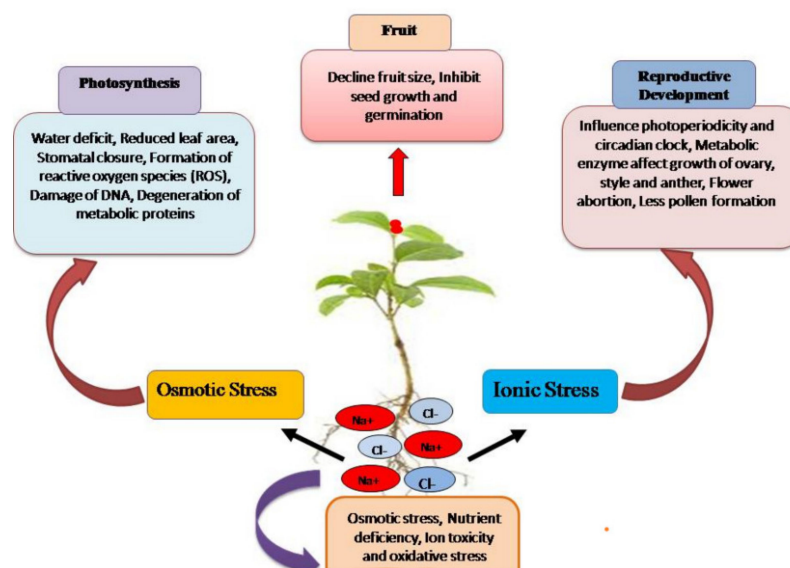 Fruit
Decline fruit size, Inhibit
seed growth and
germination
Photosynthesis
Water deficit, Reduced leaf area,
Stomatal closure, Formation of
reactive oxygen species (ROS),
Damage of DNA, Degeneration of
metabolic proteins
Reproductive
Development
Influence photoperiodicity and
circadian clock, Metabolic
enzyme affect growth of ovary,
style and anther, Flower
abortion, Less pollen formation
Osmotic Stress
Ionic Stress
Na+
Cl-
Cl-
Na+
Na+
Cl-
Osmotic stress, Nutrient
deficiency, Ion toxicity
and oxidative stress